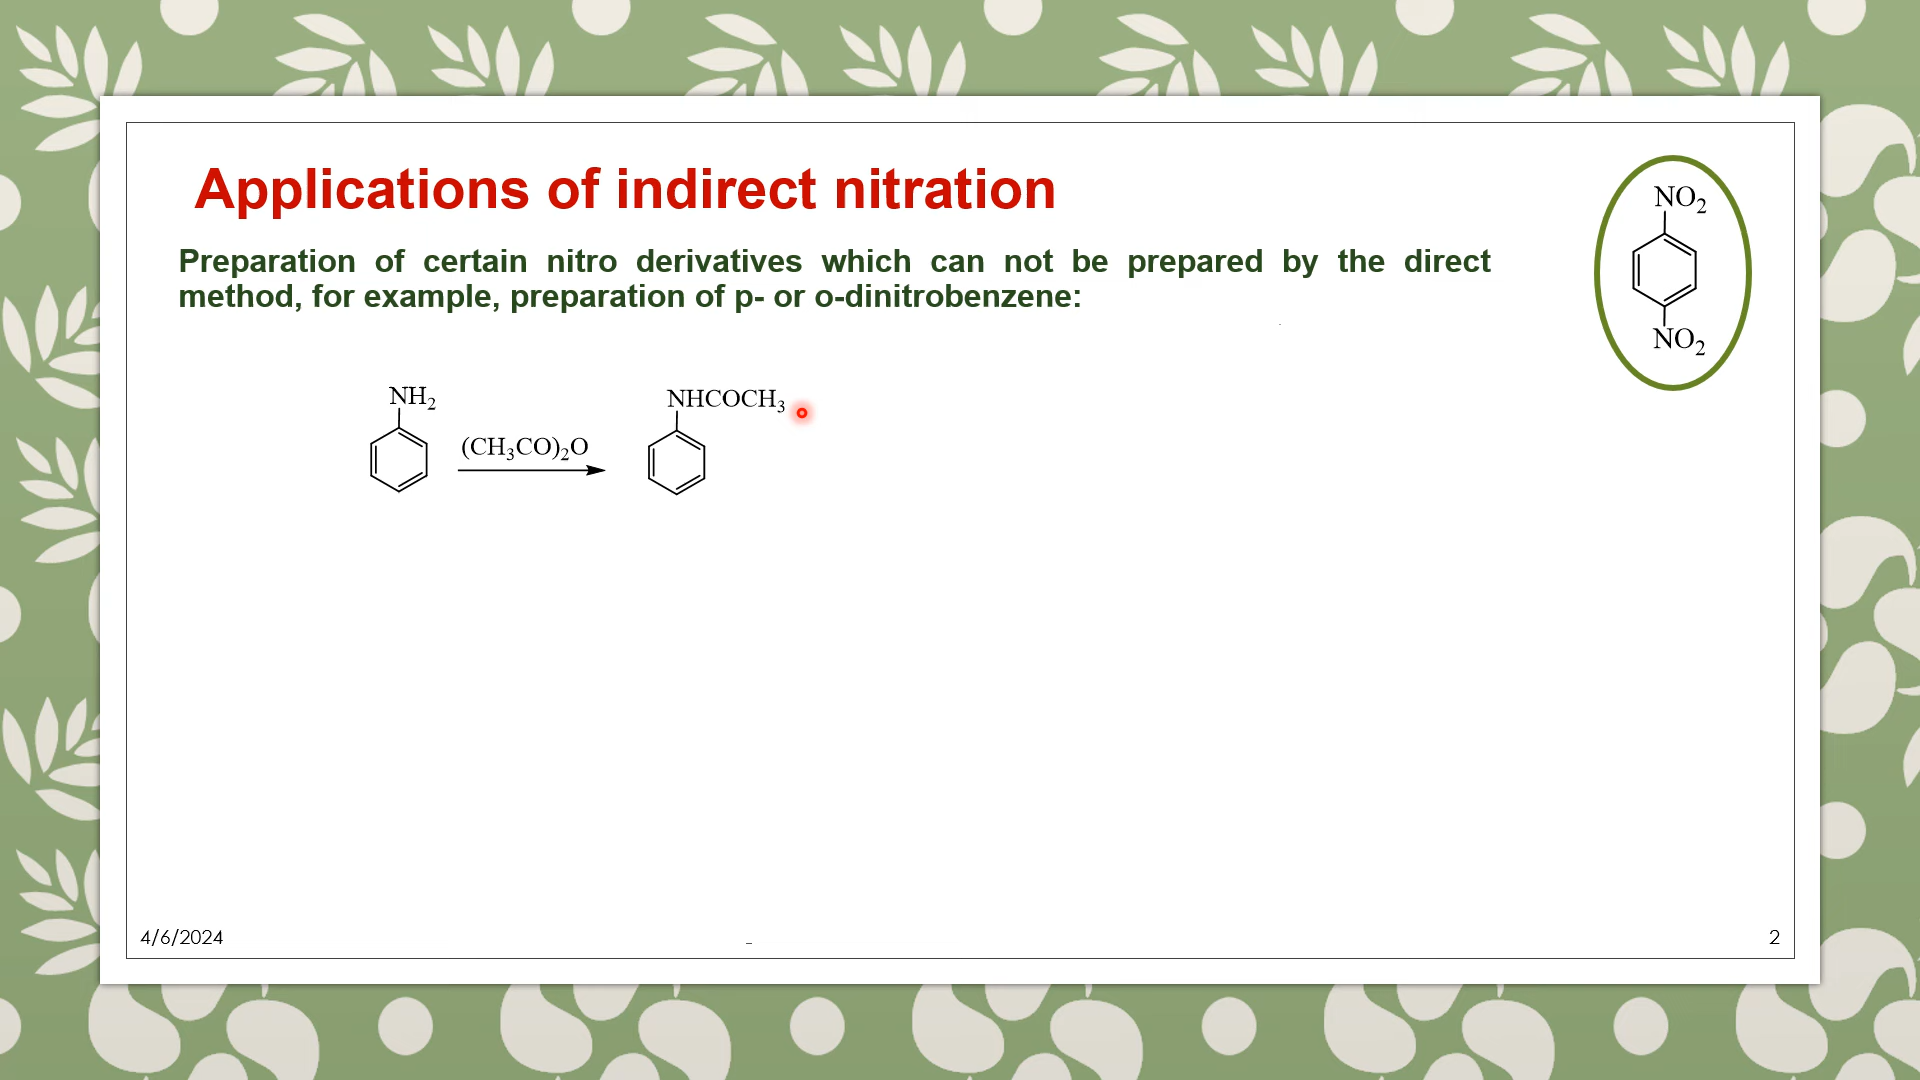 Applications of indirect nitration
NO₂
Preparation of certain nitro derivatives which can not be prepared by the direct
method, for example, preparation of p- or o-dinitrobenzene:
NO₂
NH₂
NHCOCH₃
(CH₃CO)₂O
4/6/2024
-
2